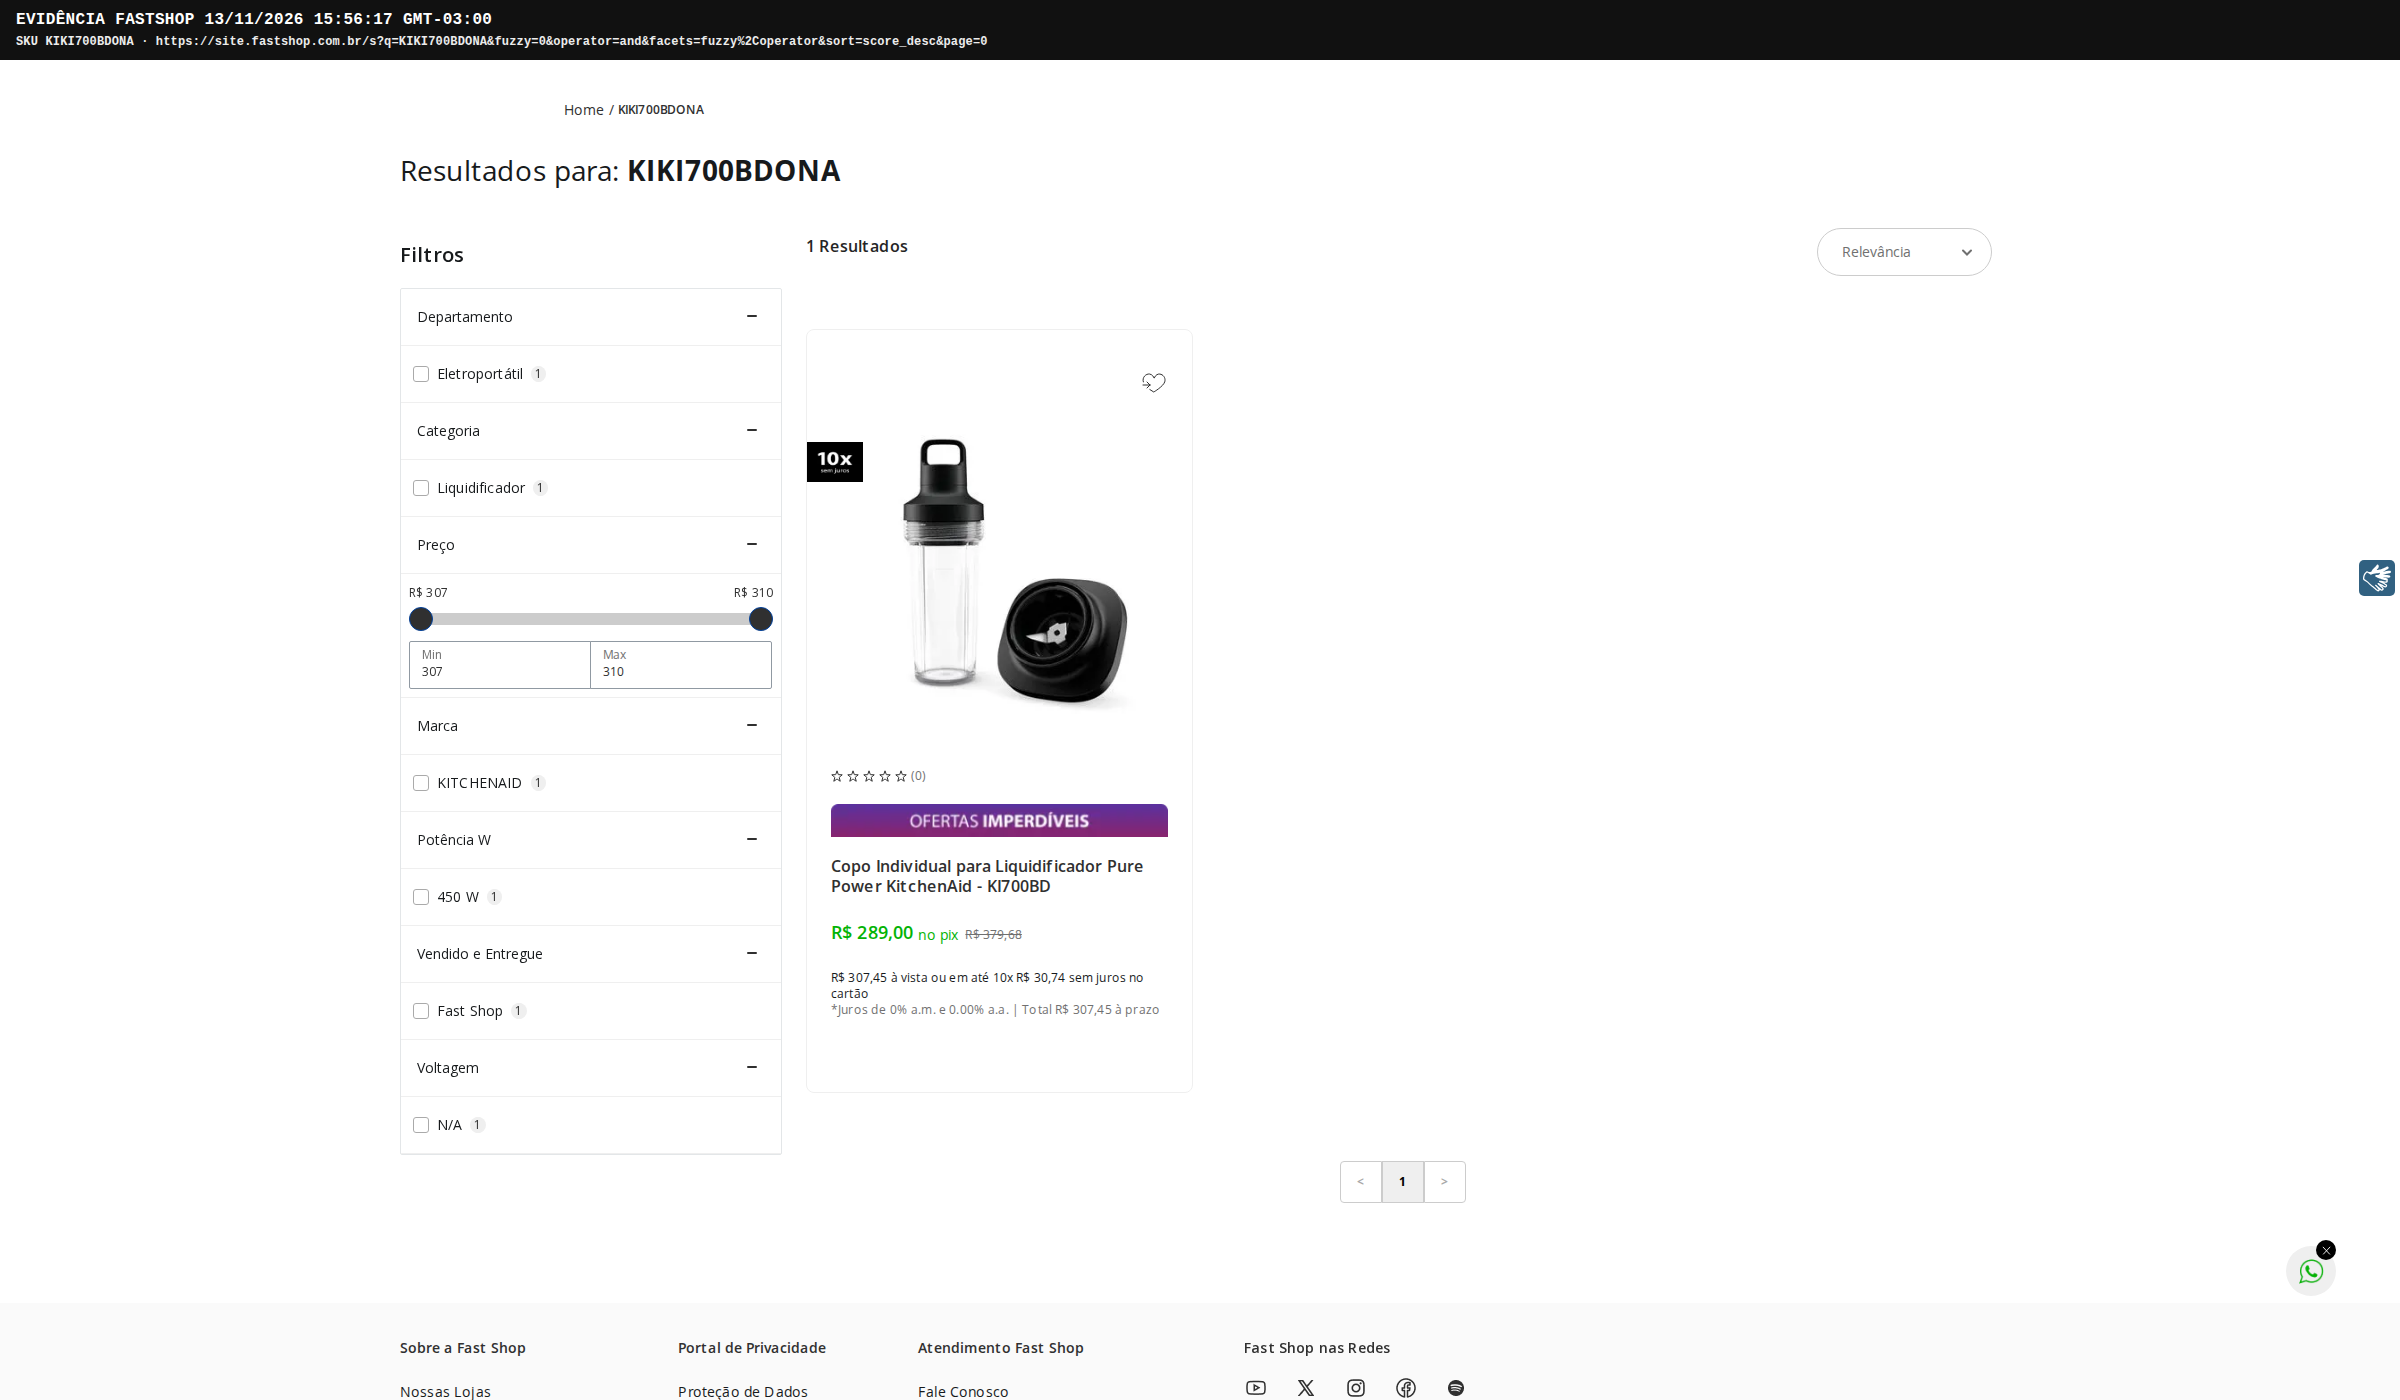 EVIDÊNCIA FASTSHOP 13/11/2026 15:56:17 GMT-03:00
SKU KIKI700BDONA · https://site.fastshop.com.br/s?q=KIKI700BDONA&fuzzy=0&operator=and&facets=fuzzy%2Coperator&sort=score_desc&page=0
Home / KIKI700BDONA
Resultados para: KIKI700BDONA
Filtros
1 Resultados
Relevância
Departamento
Eletroportátil 1
Categoria
Liquidificador 1
Preço
R$ 307 R$ 310
Min Max
307 310
Marca
KITCHENAID 1
Potência W
450 W 1
Vendido e Entregue
Fast Shop 1
Voltagem
N/A 1
10x
sem juros
(0)
OFERTAS IMPERDÍVEIS
Copo Individual para Liquidificador Pure
Power KitchenAid - KI700BD
R$ 289,00 no pix R$ 379,68
R$ 307,45 à vista ou em até 10x R$ 30,74 sem juros no
cartão
*Juros de 0% a.m. e 0.00% a.a. | Total R$ 307,45 à prazo
< 1 >
Sobre a Fast Shop Portal de Privacidade Atendimento Fast Shop Fast Shop nas Redes
Nossas Lojas Proteção de Dados Fale Conosco